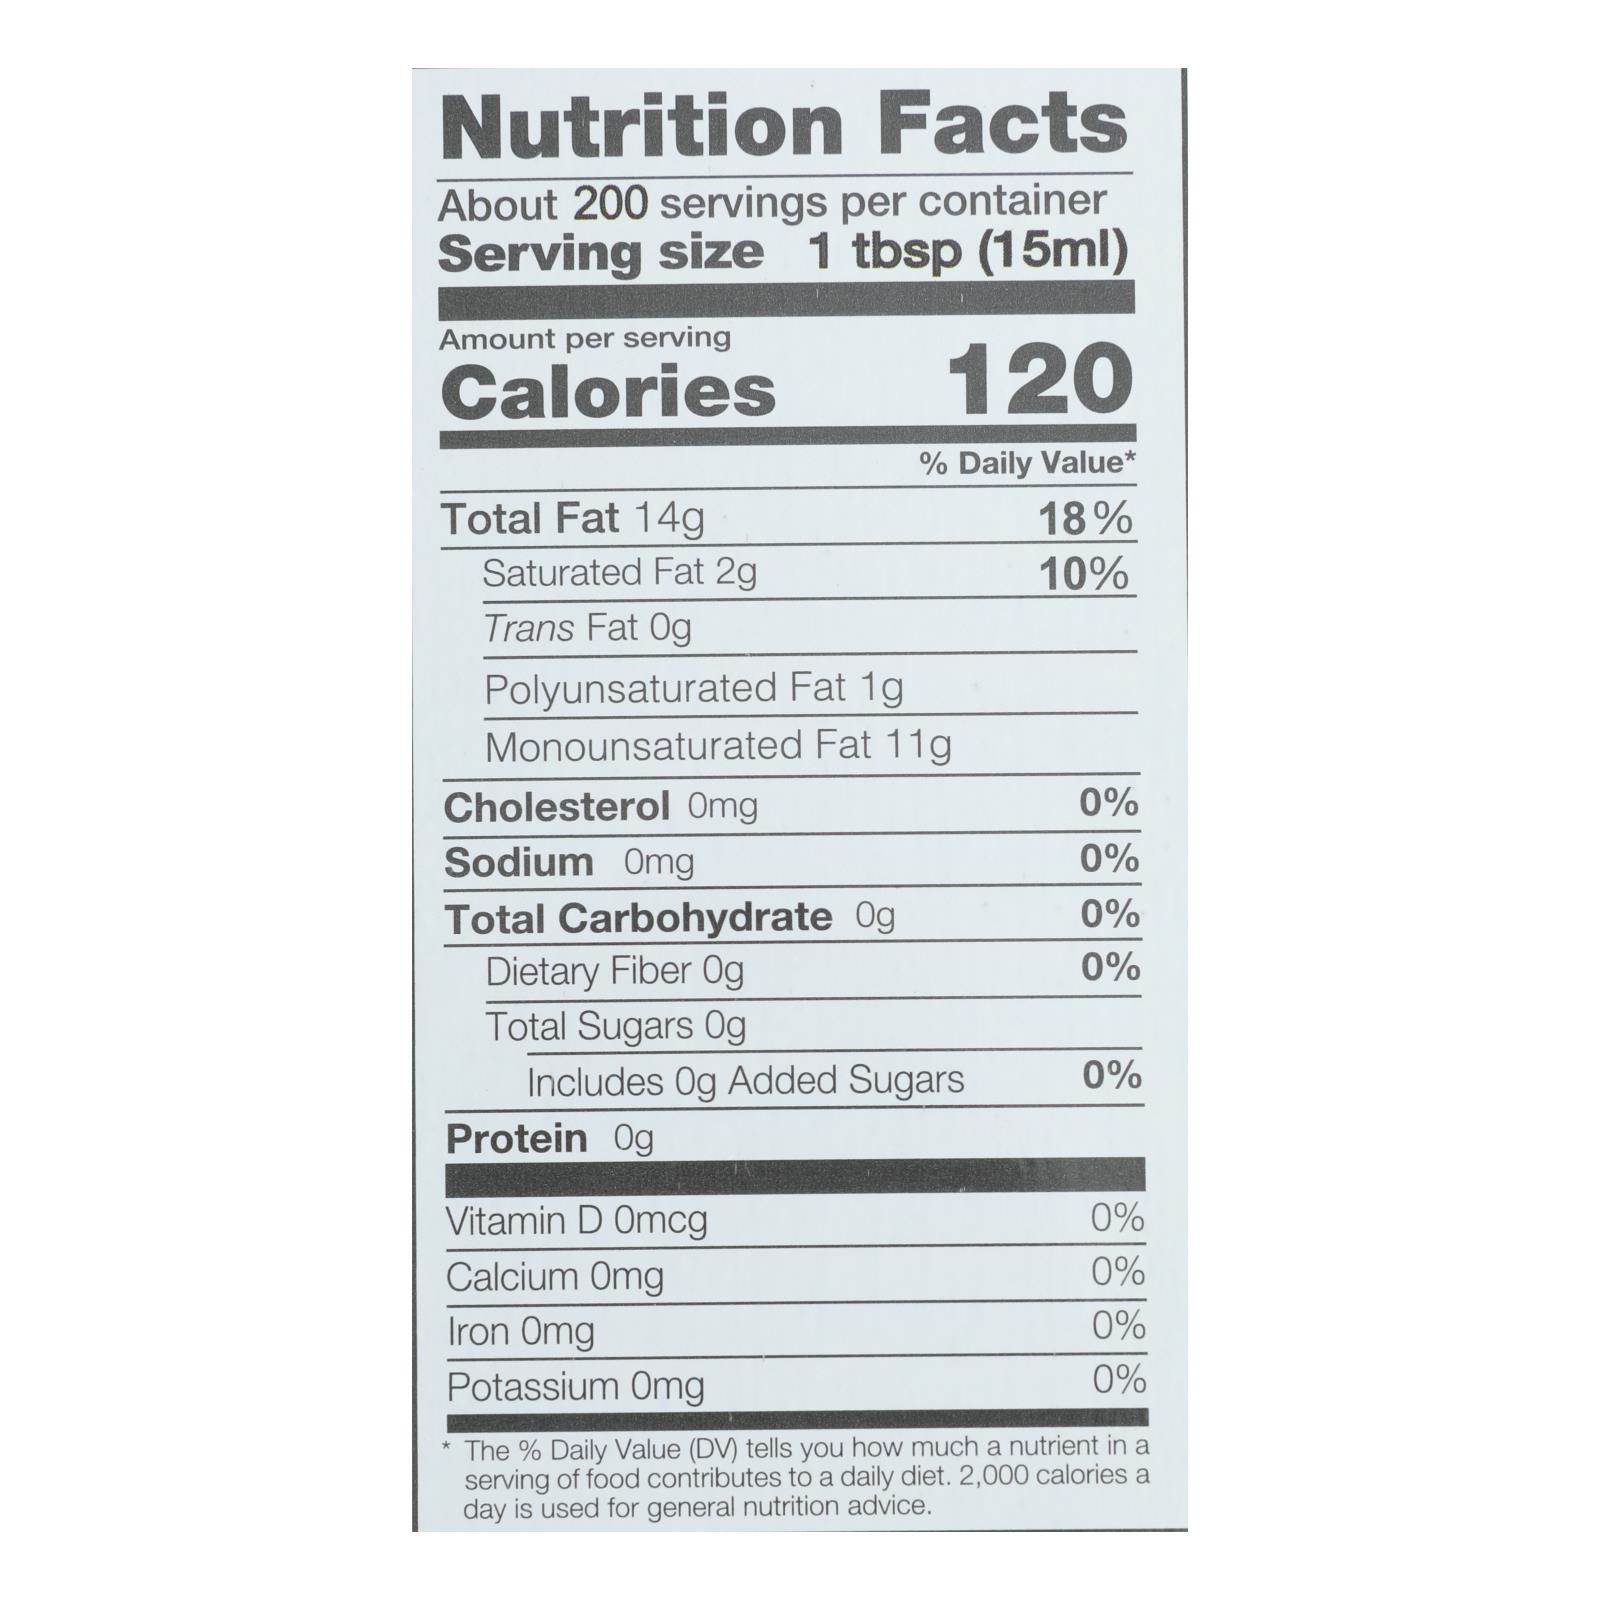 Nutrition Facts
About 200 servings per container
Serving size 1 tbsp (15ml)
Amount per serving
Calories 120
% Daily Value*
Total Fat 14g 18%
Saturated Fat 2g 10%
Trans Fat 0g
Polyunsaturated Fat 1g
Monounsaturated Fat 11g
Cholesterol 0mg 0%
Sodium 0mg 0%
Total Carbohydrate 0g 0%
Dietary Fiber 0g 0%
Total Sugars 0g
Includes 0g Added Sugars 0%
Protein 0g
Vitamin D 0mcg 0%
Calcium 0mg 0%
Iron 0mg 0%
Potassium 0mg 0%
* The % Daily Value (DV) tells you how much a nutrient in a
serving of food contributes to a daily diet. 2,000 calories a
day is used for general nutrition advice.